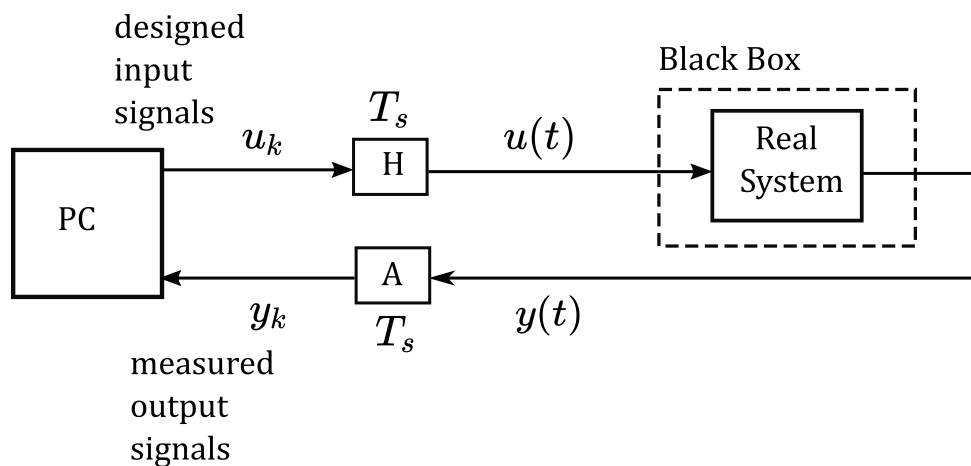 designed
input
signals
Black Box
T_s
u_k
H
u(t)
Real
System
PC
A
y_k
T_s
y(t)
measured
output
signals